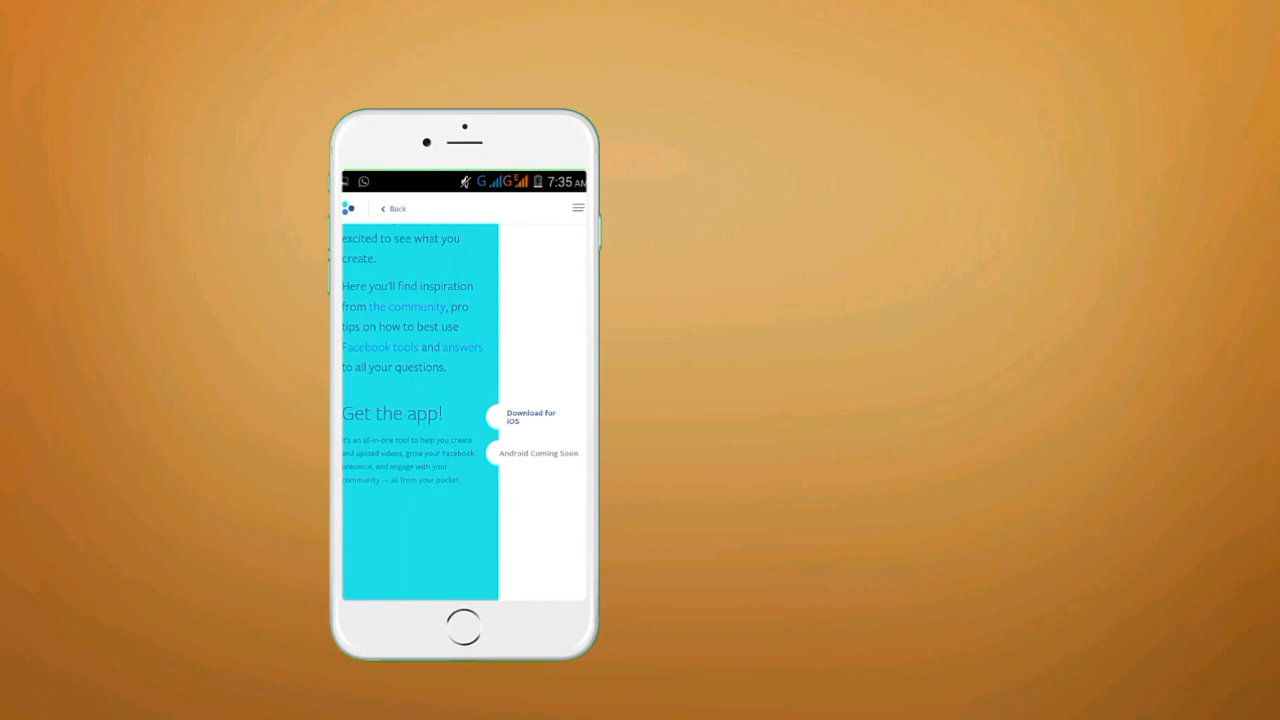 G G E 7:35 AM
Back
excited to see what you
create.
Here you'll find inspiration
from the community, pro
tips on how to best use
Facebook tools and answers
to all your questions.
Get the app!
It's an all-in-one tool to help you create
and upload videos, grow your Facebook
presence, and engage with your
community — all from your pocket.
Download for
iOS
Android Coming Soon